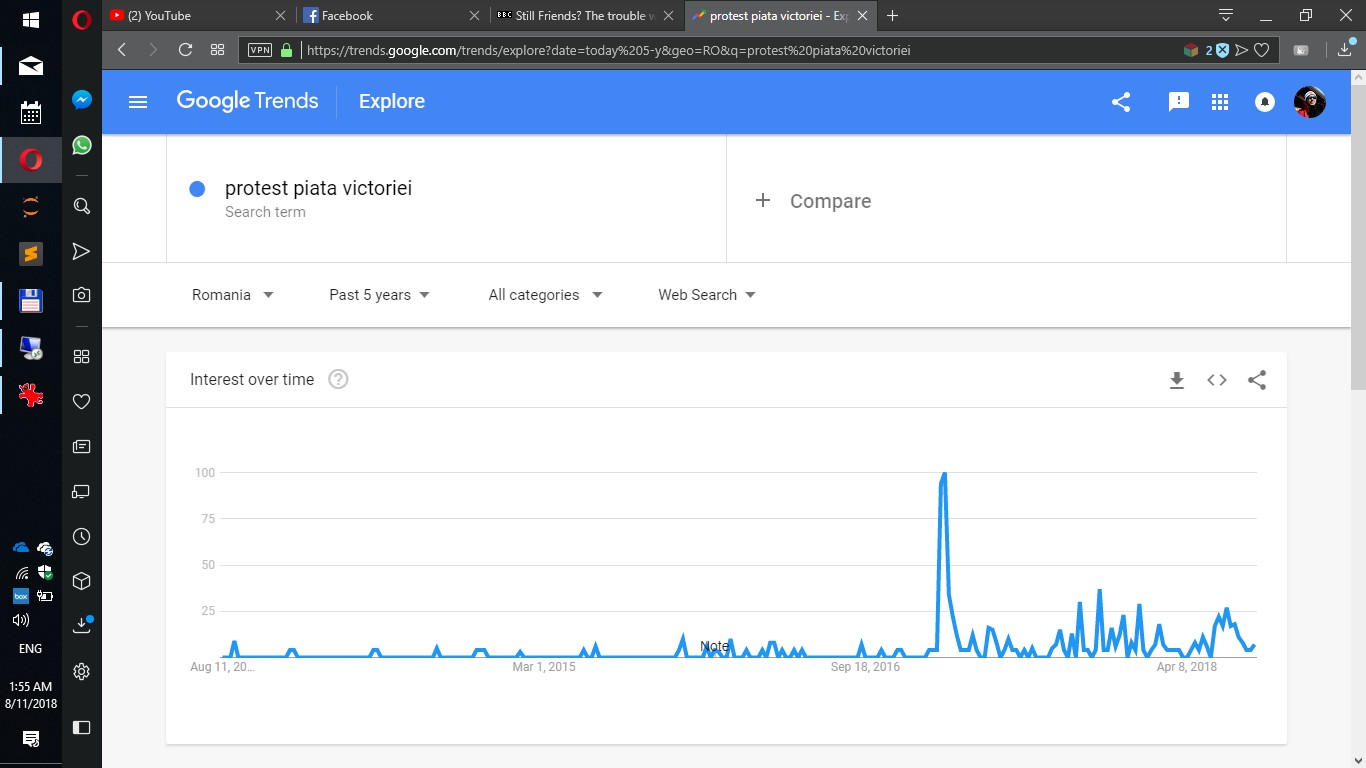 (2) YouTube
Facebook
BBC Still Friends? The trouble w
protest piata victoriei - Exp
VPN https://trends.google.com/trends/explore?date=today%205-y&geo=RO&q=protest%20piata%20victoriei 2
Google Trends Explore
protest piata victoriei
Search term
+ Compare
Romania Past 5 years All categories Web Search
Interest over time ?
100
75
50
25
Note
Aug 11, 20... Mar 1, 2015 Sep 18, 2016 Apr 8, 2018
box
ENG
1:55 AM
8/11/2018